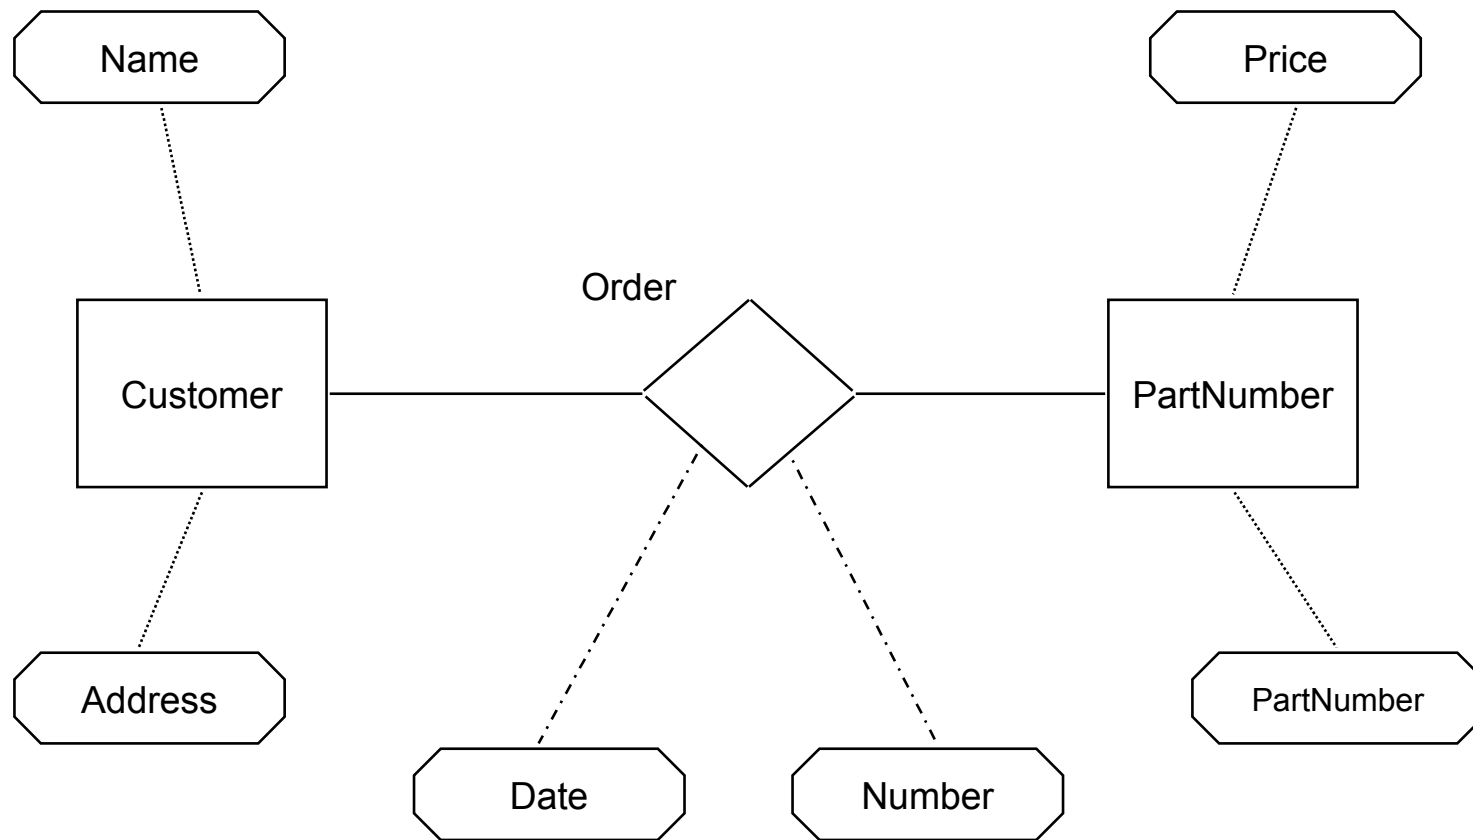 Name
Price
Order
Customer
PartNumber
Address
PartNumber
Date
Number